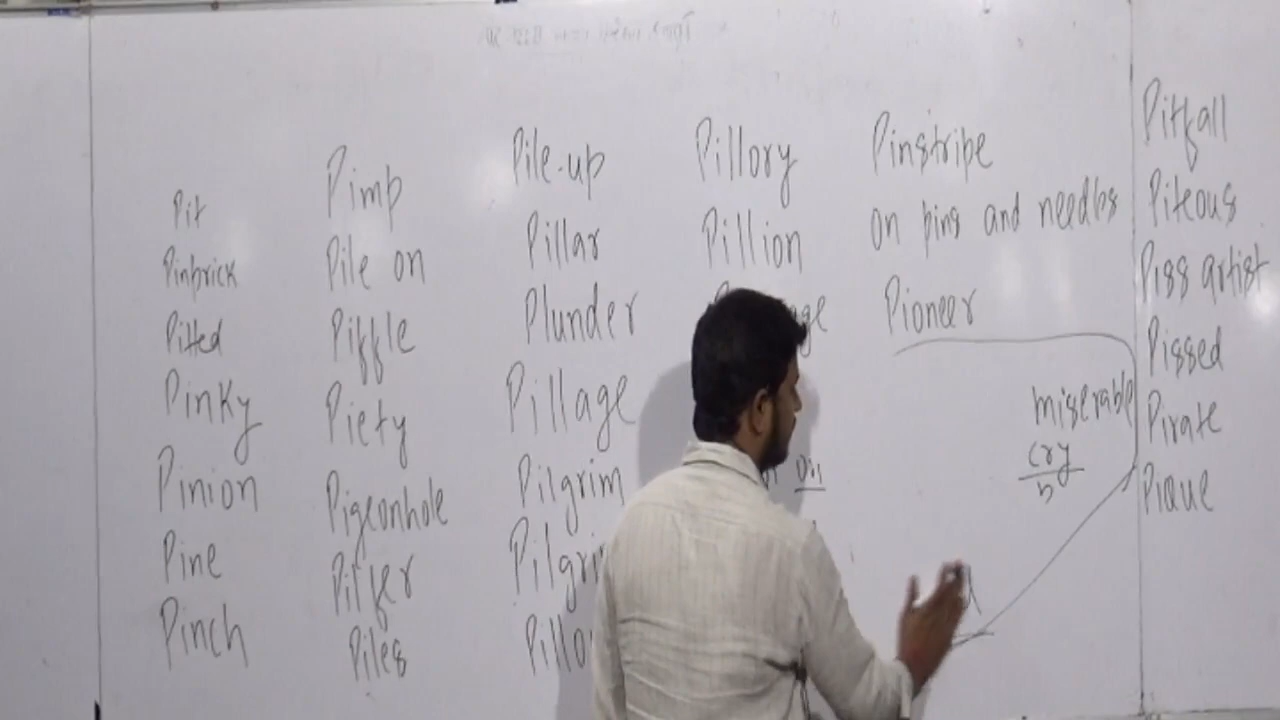 Pit
Pinprick
Pitted
Pinky
Pinion
Pine
Pinch
Pimp
Pile on
Piffle
Piety
Pigeonhole
Pilfer
Piles
Pile-up
Pillar
Plunder
Pillage
Pilgrim
Pillory
Pillion
Pinstripe
on pins and needles
Pioneer
miserable
cry
Pitfall
Piteous
Piss artist
Pissed
Pirate
Pique